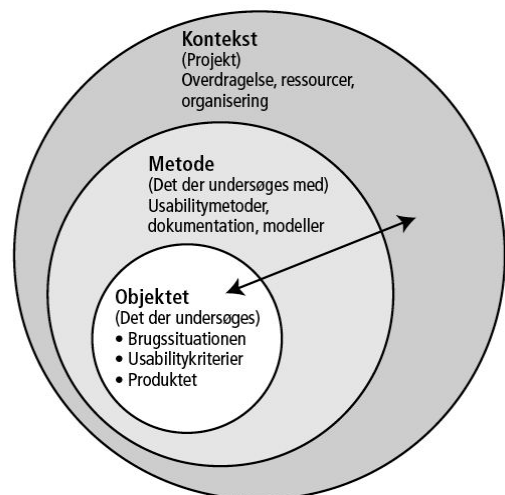 Kontekst
(Projekt)
Overdragelse, ressourcer,
organisering
Metode
(Det der undersøges med)
Usabilitymetoder,
dokumentation, modeller
Objektet
(Det der undersøges)
• Brugssituationen
• Usabilitykriterier
• Produktet